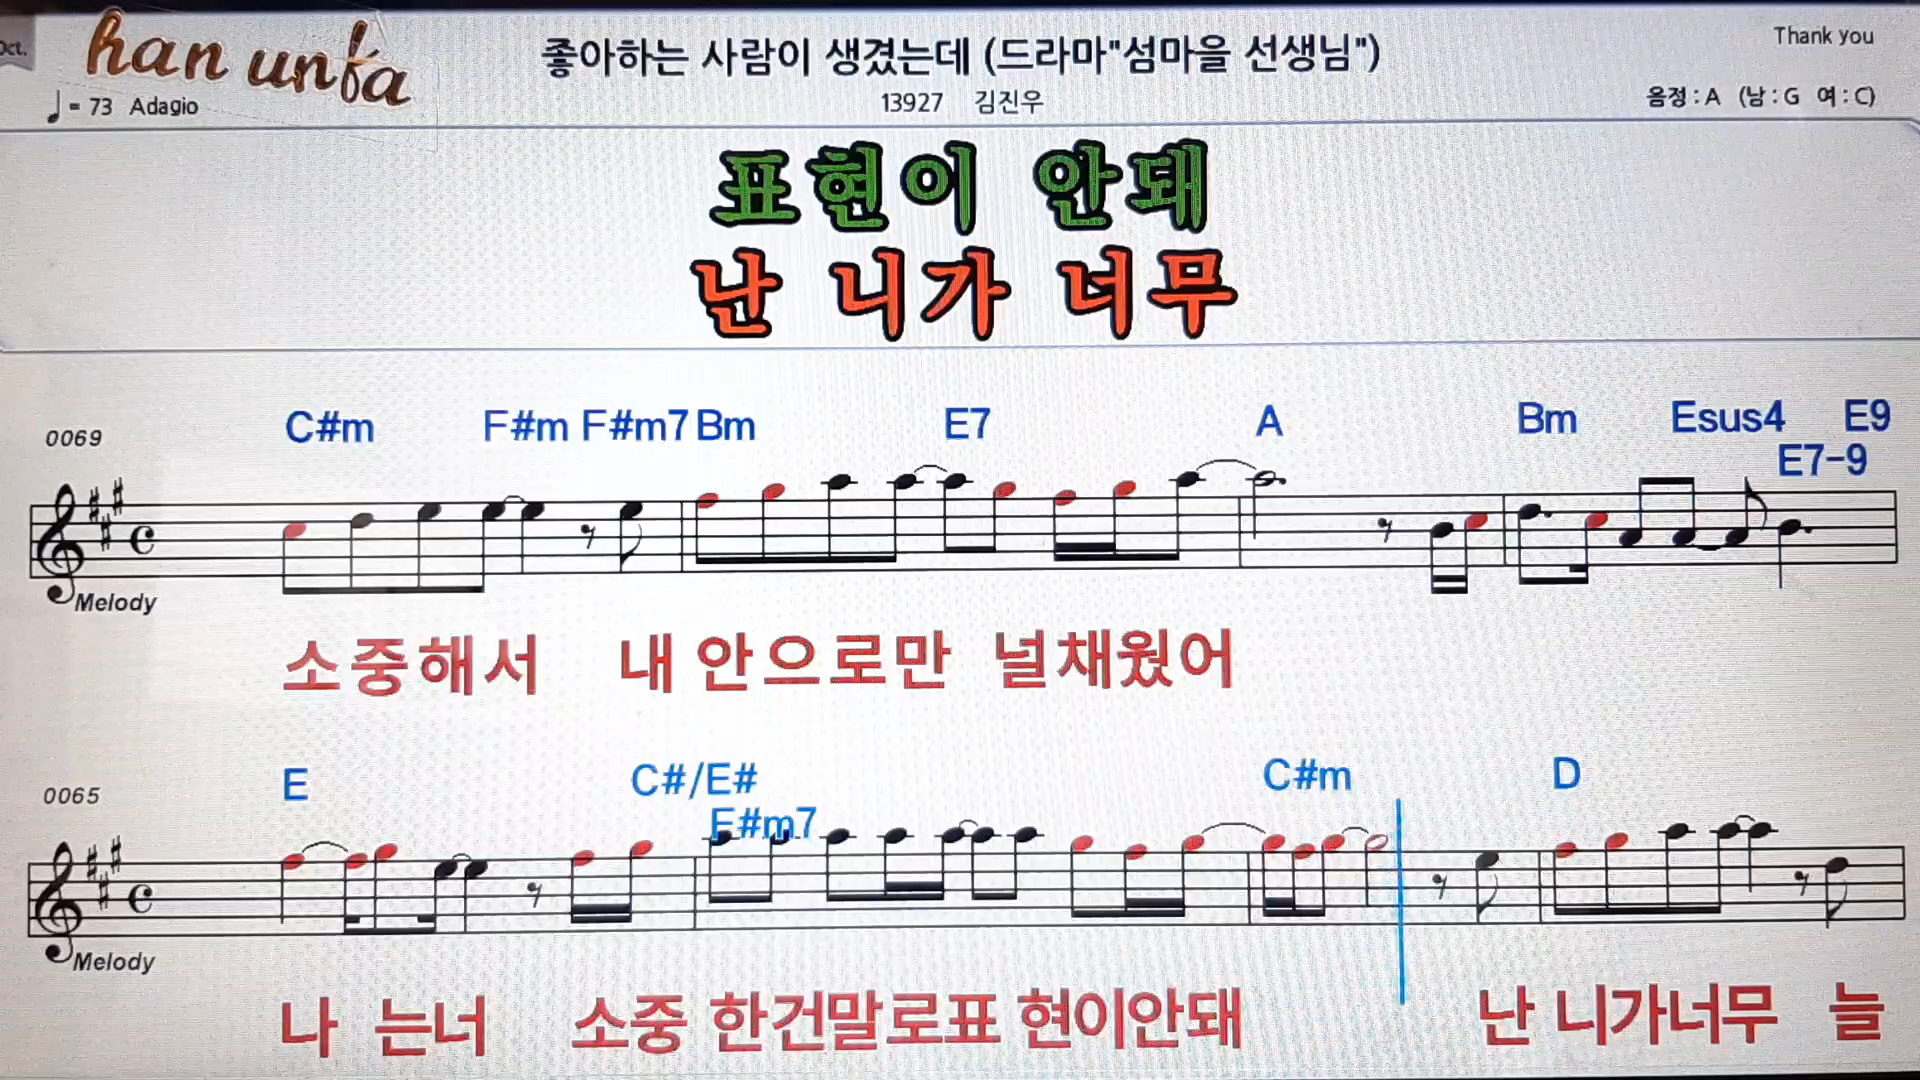 Oct.
han unfa
좋아하는 사람이 생겼는데 (드라마"섬마을 선생님")
Thank you
= 73 Adagio
13927 김진우
음정 : A (남 : G 여 : C)
표현이 안돼
난 니가 너무
0069
C#m F#m F#m7 Bm E7 A Bm Esus4 E9
E7-9
Melody
소중해서 내 안으로만 널채웠어
0065
E C#/E# C#m D
F#m7
Melody
나 는너 소중 한건말로표 현이안돼 난 니가너무 늘